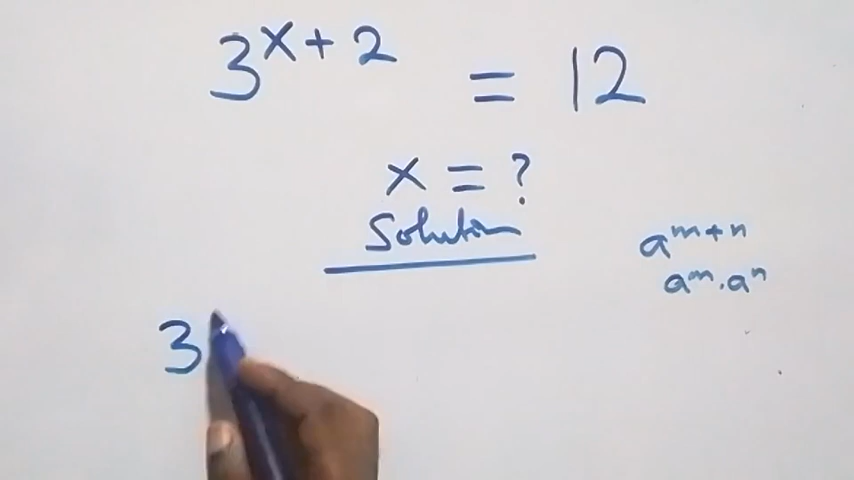 3^{x+2} = 12
x = ?
Solution
a^{m+n}
a^m . a^n
3